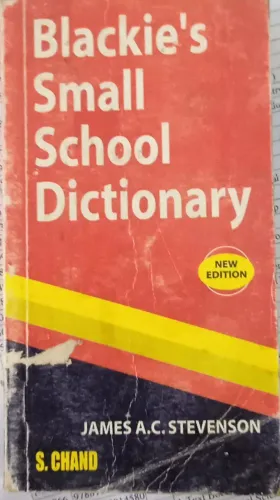 Blackie's
Small
School
Dictionary
NEW
EDITION
JAMES A.C. STEVENSON
S. CHAND